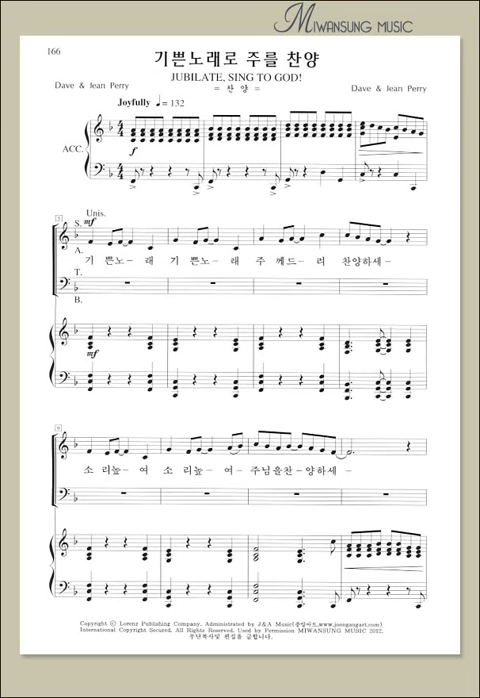 MIWANSUNG MUSIC
166
기쁜노래로 주를 찬양
JUBILATE, SING TO GOD!
Dave & Jean Perry
= 찬 양 =
Dave & Jean Perry
Joyfully ♩= 132
ACC.
f
Unis.
S. mf
A.
기 쁜노- 래 기 쁜노- 래 주 께드- 려 찬양하세-
T.
B.
mf
소 리높- 여 소 리높- 여- 주님을찬- 양하세-
Copyright © Lorenz Publishing Company. Administered by J&A Music(중앙아트,www.joongangart.com)
International Copyright Secured. All Rights. Used by Permission MIWANSUNG MUSIC 2012.
무단복사및 편집을 금합니다.